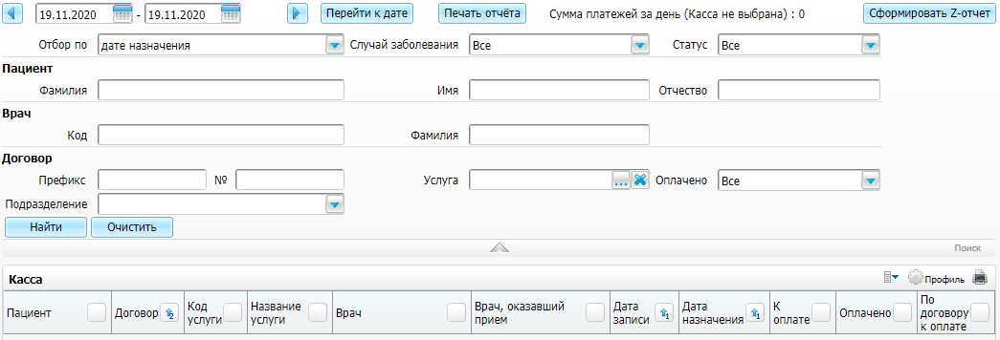 19.11.2020 - 19.11.2020 Перейти к дате Печать отчёта Сумма платежей за день (Касса не выбрана) : 0 Сформировать Z-отчет
Отбор по дате назначения Случай заболевания Все Статус Все
Пациент
Фамилия Имя Отчество
Врач
Код Фамилия
Договор
Префикс № Услуга ... Оплачено Все
Подразделение
Найти Очистить
Поиск
Касса Профиль
Пациент Договор 2 Код услуги Название услуги Врач Врач, оказавший прием Дата записи 1 Дата назначения 1 К оплате Оплачено По договору к оплате